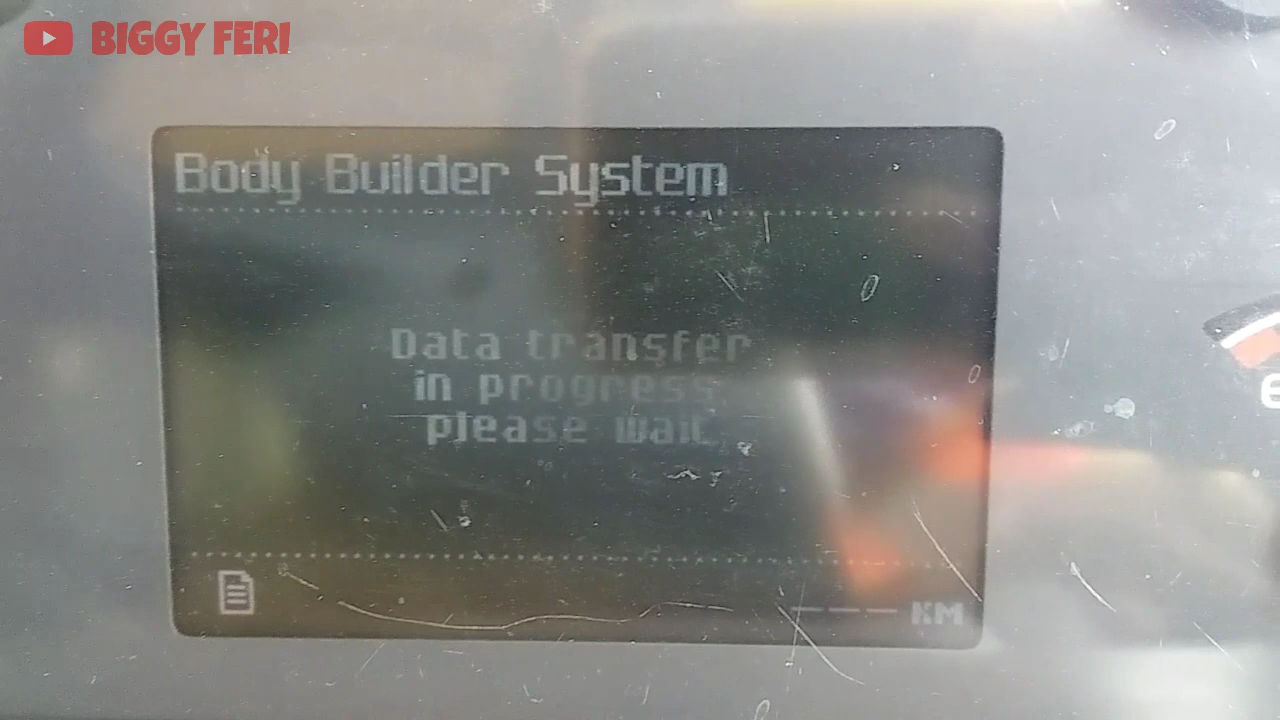 BIGGY FERI
Body Builder System
Data transfer
in progress,
please wait.
--- KM